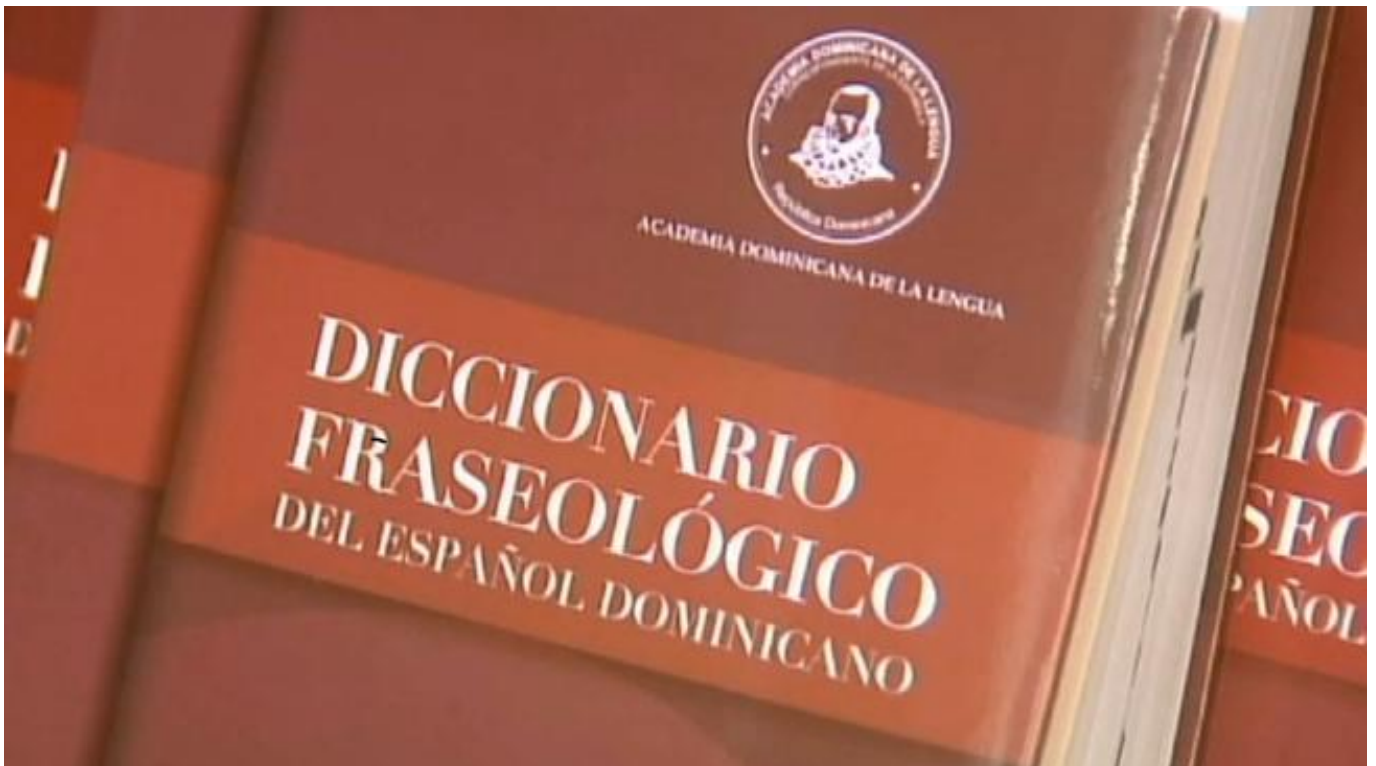 ACADEMIA DOMINICANA DE LA LENGUA
República Dominicana
ACADEMIA DOMINICANA DE LA LENGUA
DICCIONARIO
FRASEOLÓGICO
DEL ESPAÑOL DOMINICANO
CIO
SEO
PAÑOL
D